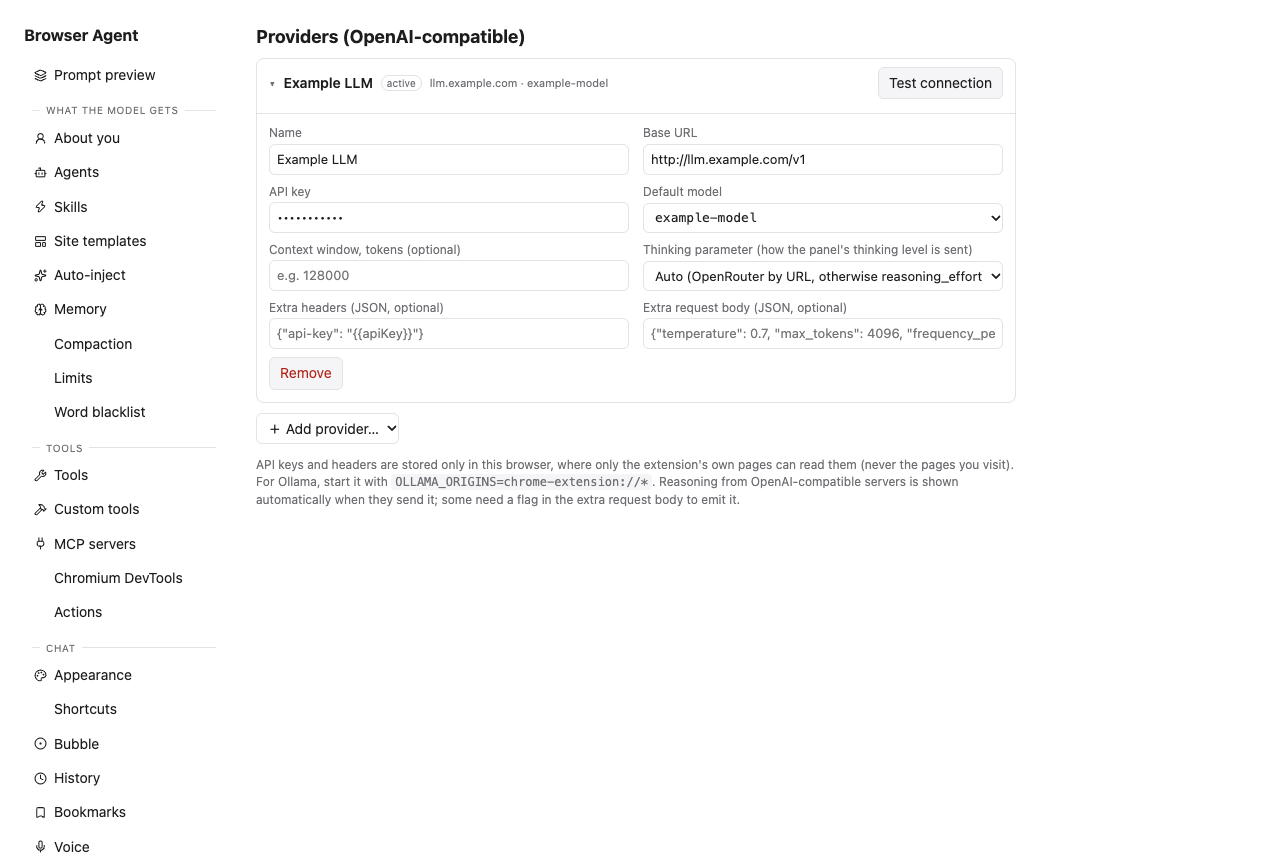 Browser Agent
Prompt preview
WHAT THE MODEL GETS
About you
Agents
Skills
Site templates
Auto-inject
Memory
Compaction
Limits
Word blacklist
TOOLS
Tools
Custom tools
MCP servers
Chromium DevTools
Actions
CHAT
Appearance
Shortcuts
Bubble
History
Bookmarks
Voice
Providers (OpenAI-compatible)
Example LLM active llm.example.com · example-model Test connection
Name Base URL
Example LLM http://llm.example.com/v1
API key Default model
••••••••••• example-model
Context window, tokens (optional) Thinking parameter (how the panel's thinking level is sent)
e.g. 128000 Auto (OpenRouter by URL, otherwise reasoning_effort
Extra headers (JSON, optional) Extra request body (JSON, optional)
{"api-key": "{{apiKey}}"} {"temperature": 0.7, "max_tokens": 4096, "frequency_pe
Remove
+ Add provider...
API keys and headers are stored only in this browser, where only the extension's own pages can read them (never the pages you visit).
For Ollama, start it with OLLAMA_ORIGINS=chrome-extension://* . Reasoning from OpenAI-compatible servers is shown
automatically when they send it; some need a flag in the extra request body to emit it.